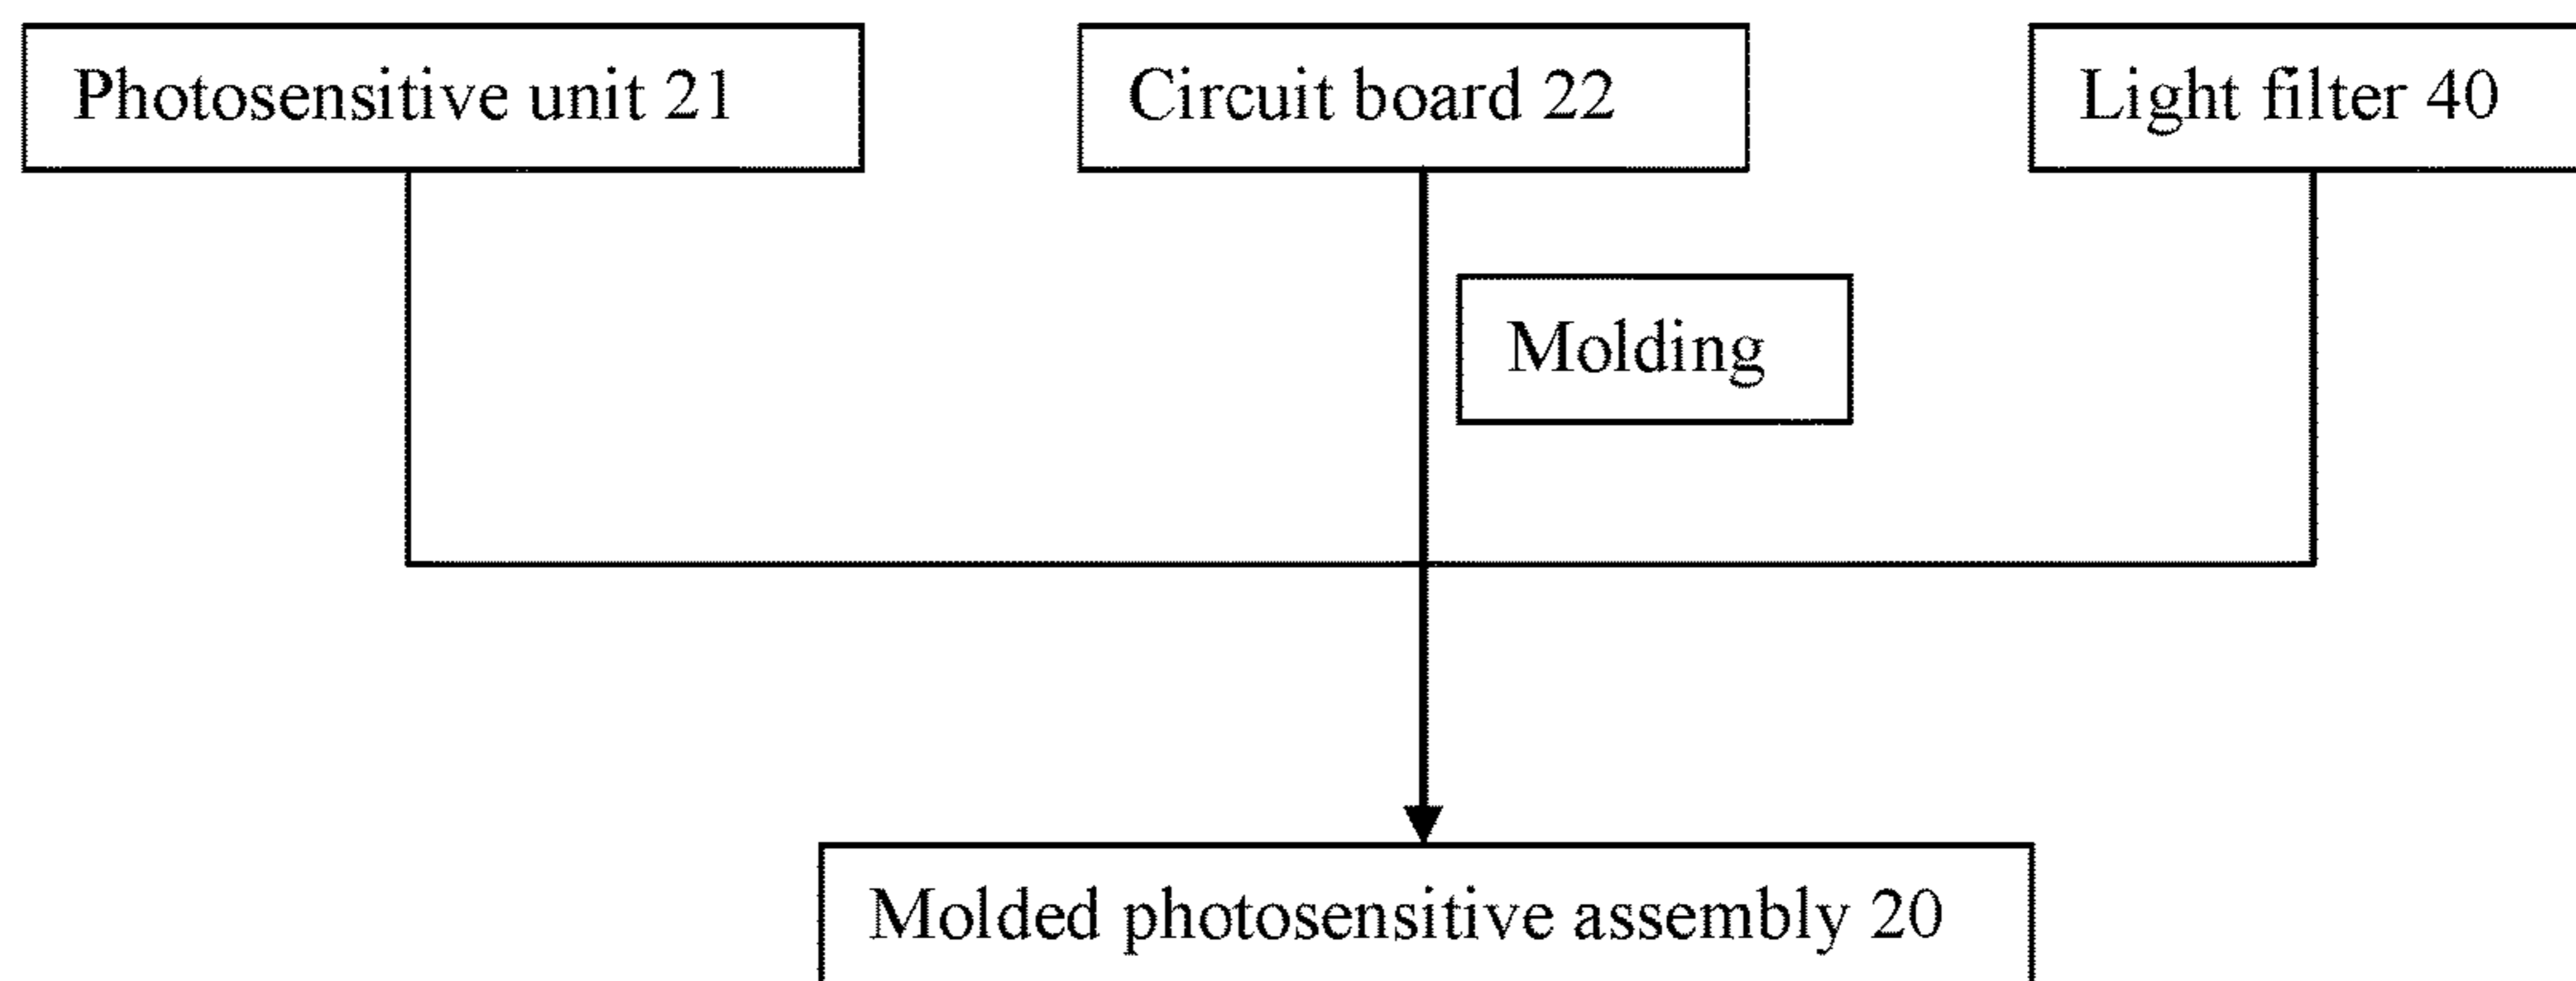 Photosensitive unit 21
Circuit board 22
Light filter 40
Molding
Molded photosensitive assembly 20